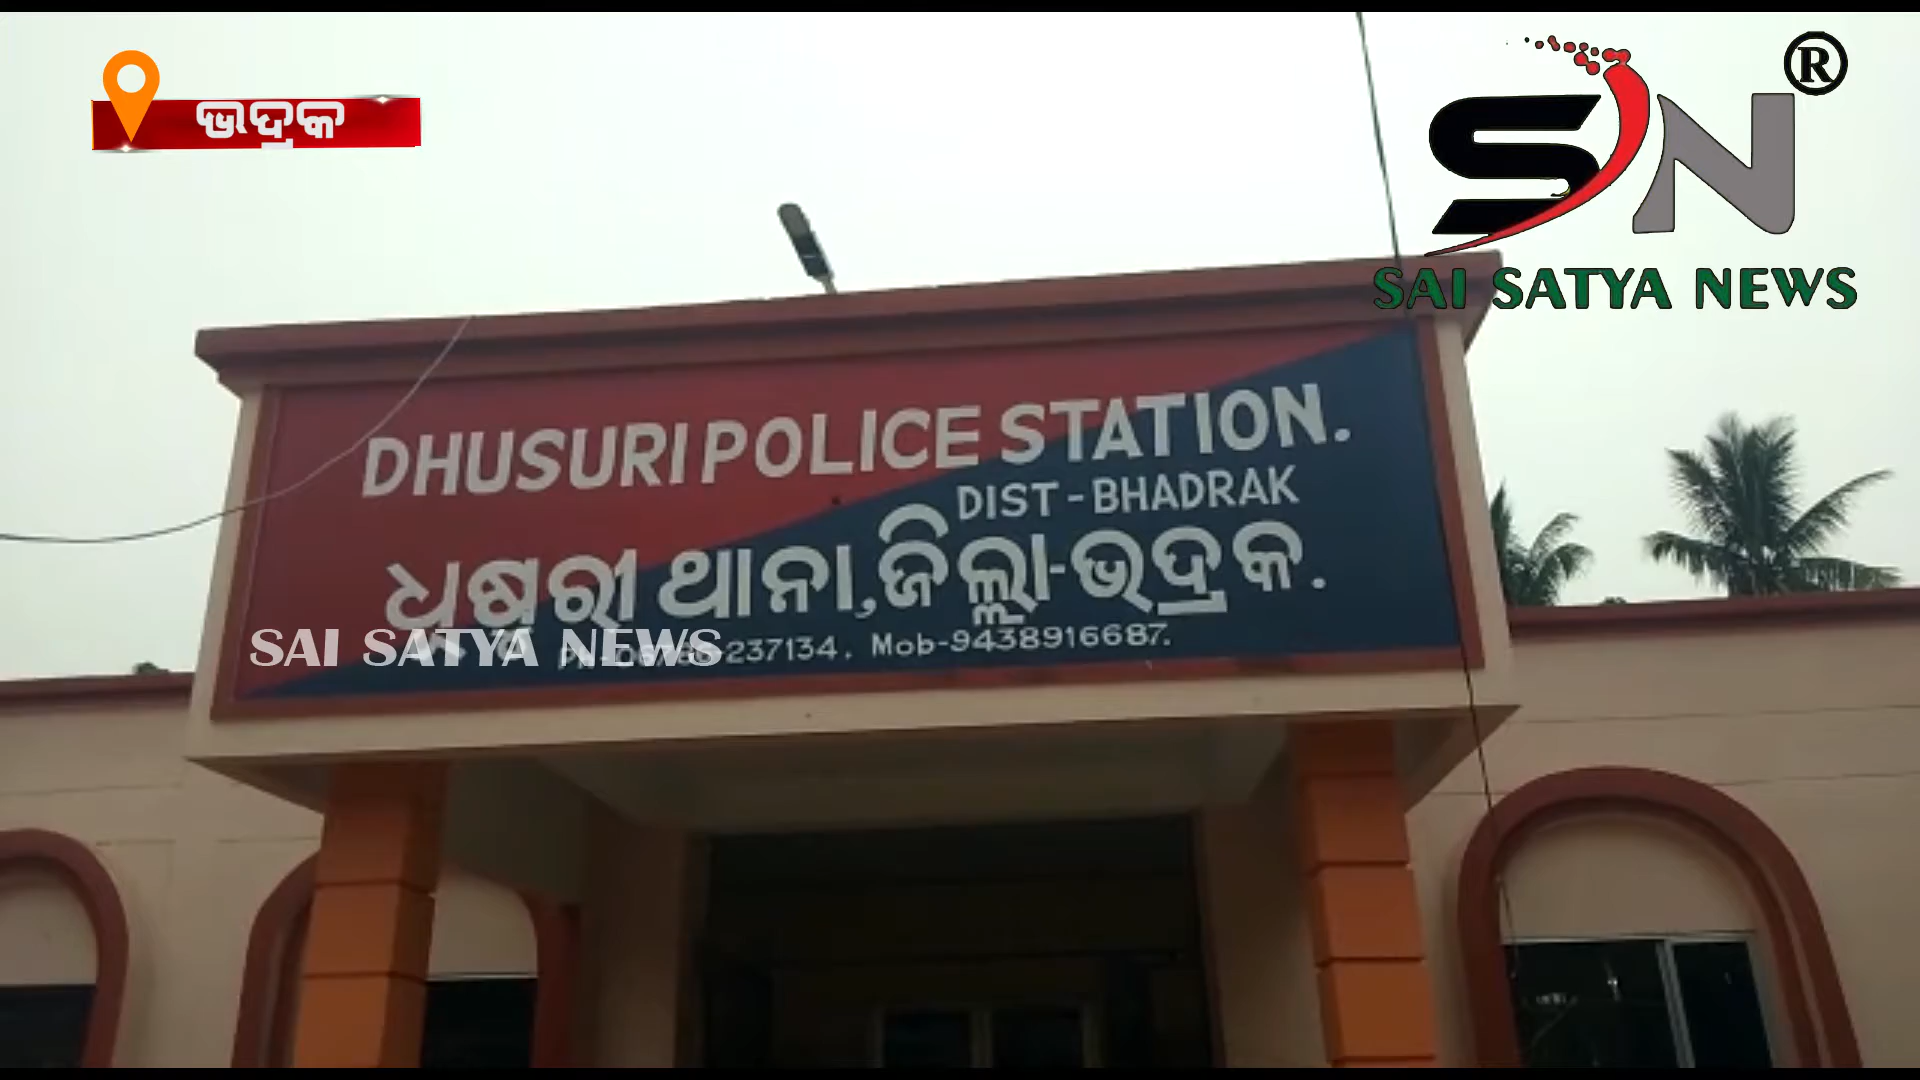 ଭଦ୍ରକ
SN ®
SAI SATYA NEWS
DHUSURI POLICE STATION.
DIST - BHADRAK
ଧୂଷୁରୀ ଥାନା, ଜିଲ୍ଲା-ଭଦ୍ରକ.
SAI SATYA NEWS
237134. Mob-9438916687.